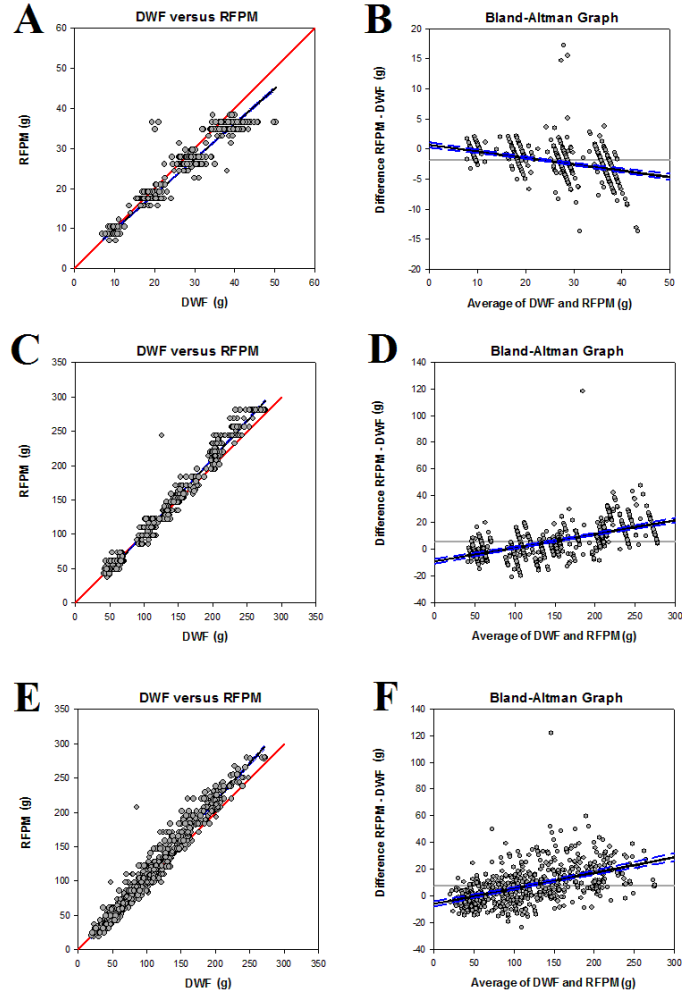 A
DWF versus RFPM
60
50
40
30
20
10
0
RFPM (g)
0 10 20 30 40 50 60
DWF (g)
B
Bland-Altman Graph
20
15
10
5
0
-5
-10
-15
-20
Difference RFPM - DWF (g)
0 10 20 30 40 50
Average of DWF and RFPM (g)
C
DWF versus RFPM
350
300
250
200
150
100
50
0
RFPM (g)
0 50 100 150 200 250 300 350
DWF (g)
D
Bland-Altman Graph
140
120
100
80
60
40
20
0
-20
-40
Difference RFPM - DWF (g)
0 50 100 150 200 250 300
Average of DWF and RFPM (g)
E
DWF versus RFPM
350
300
250
200
150
100
50
0
RFPM (g)
0 50 100 150 200 250 300 350
DWF (g)
F
Bland-Altman Graph
140
120
100
80
60
40
20
0
-20
-40
Difference RFPM - DWF (g)
0 50 100 150 200 250 300
Average of DWF and RFPM (g)